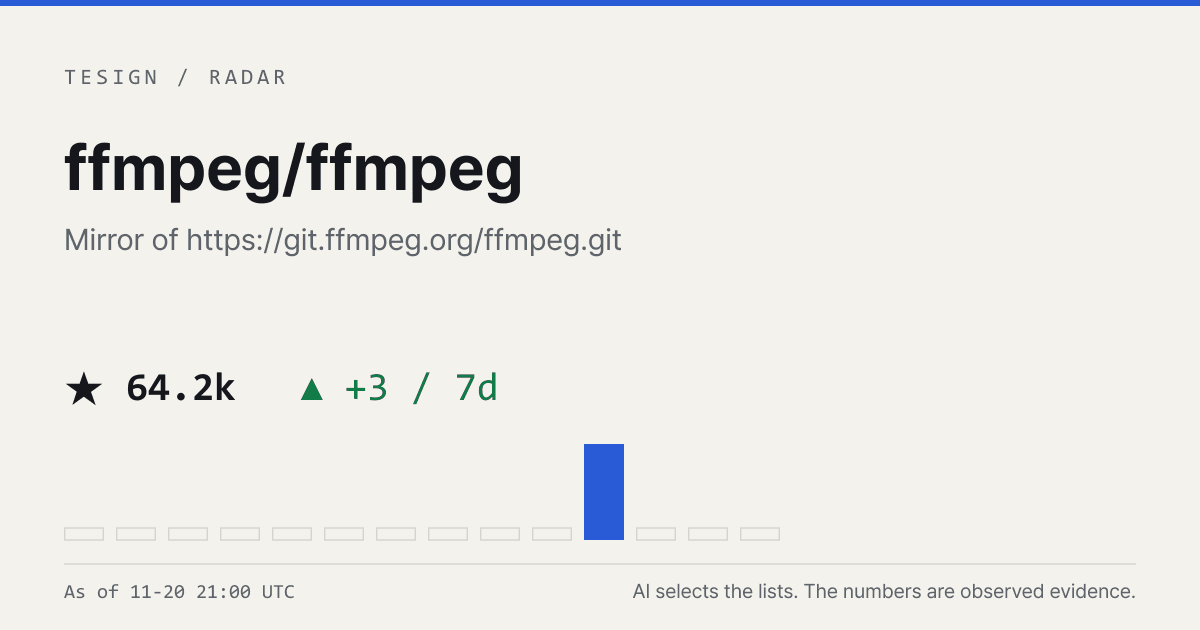 TESIGN / RADAR
ffmpeg/ffmpeg
Mirror of https://git.ffmpeg.org/ffmpeg.git
★ 64.2k ▲ +3 / 7d
As of 11-20 21:00 UTC
AI selects the lists. The numbers are observed evidence.